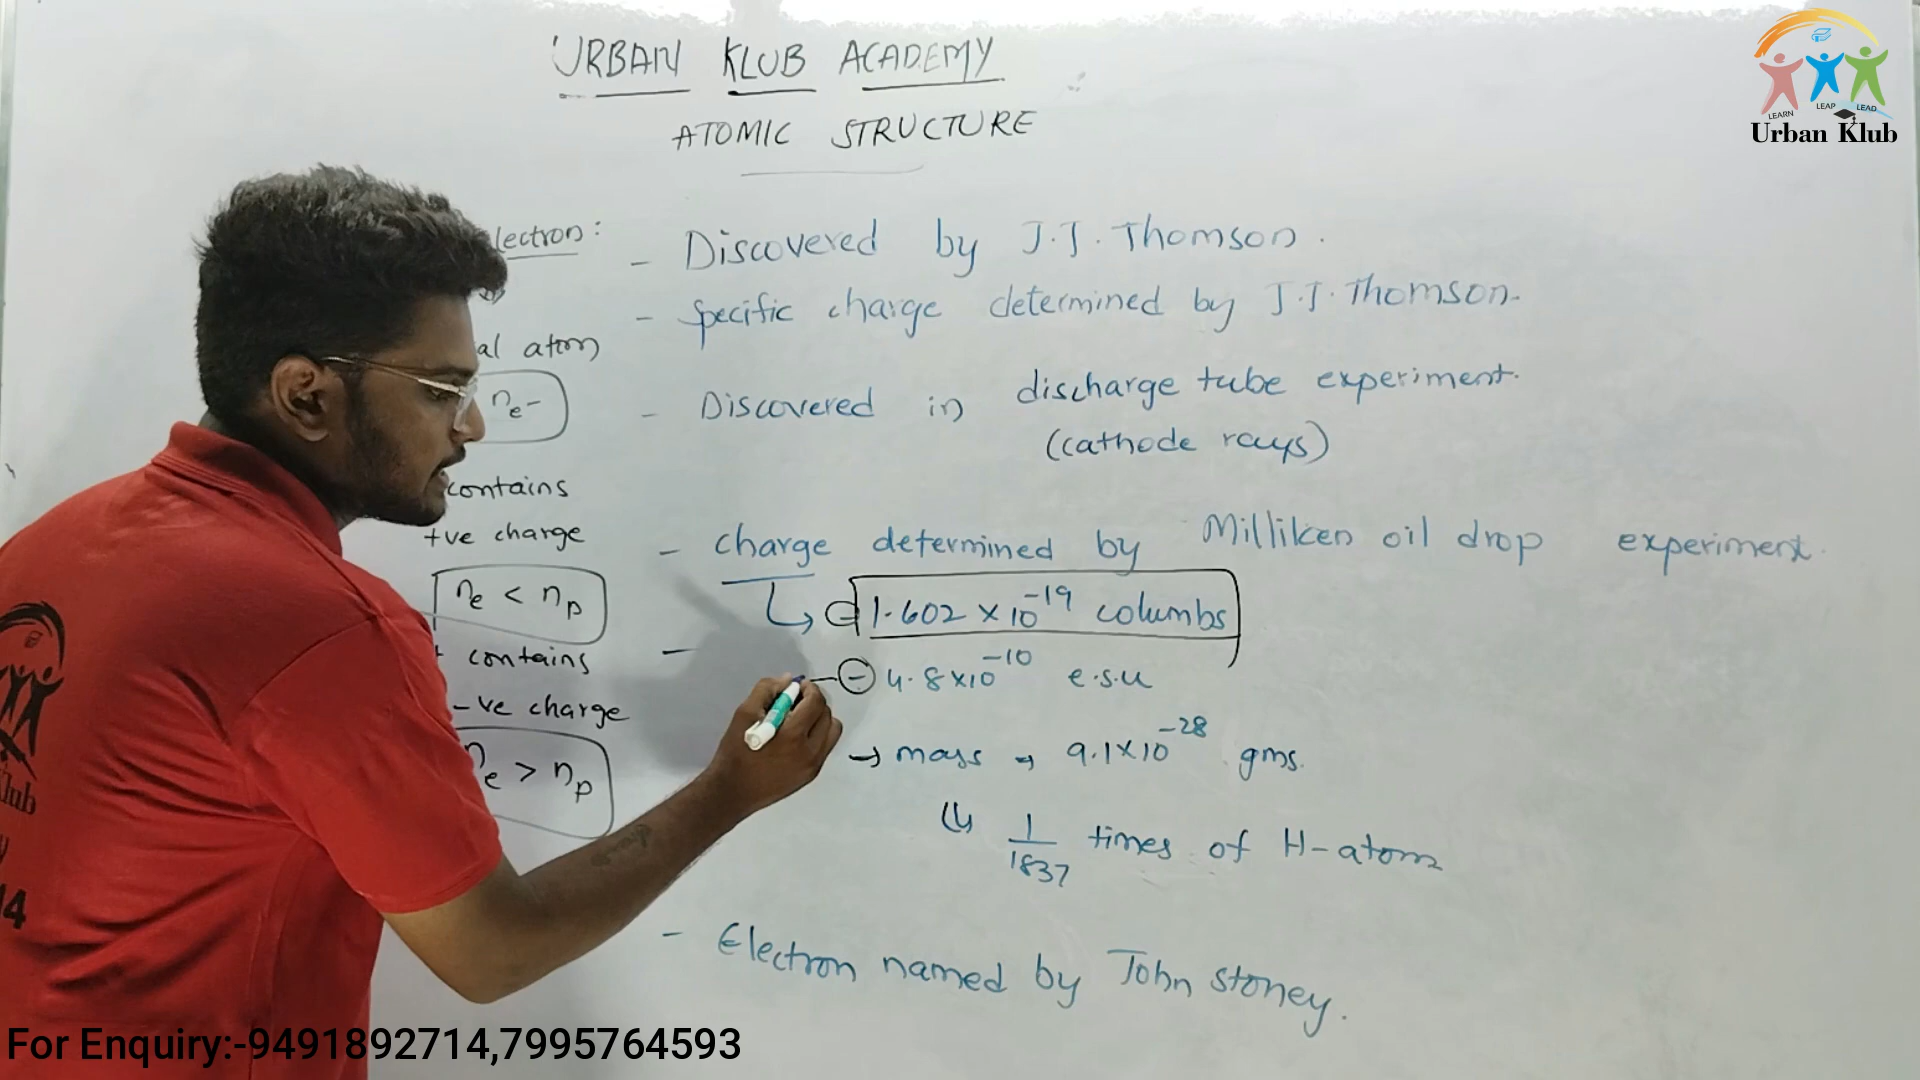 URBAN KLUB ACADEMY
ATOMIC STRUCTURE
LEARN LEAP LEAD
Urban Klub
lectron:
al atom
ne-
contains
+ve charge
ne < np
contains
-ve charge
ne > np
- Discovered by J.J. Thomson.
- Specific charge determined by J.J. Thomson.
- Discovered in discharge tube experiment.
(cathode rays)
- charge determined by Milliken oil drop experiment.
↳ ⊖ 1.602 × 10⁻¹⁹ columbs
-
⊖ 4.8×10⁻¹⁰ e.s.u
→ mass → 9.1×10⁻²⁸ gms.
↳ 1/1837 times of H-atom
- Electron named by John Stoney.
Klub
14
For Enquiry:-9491892714,7995764593